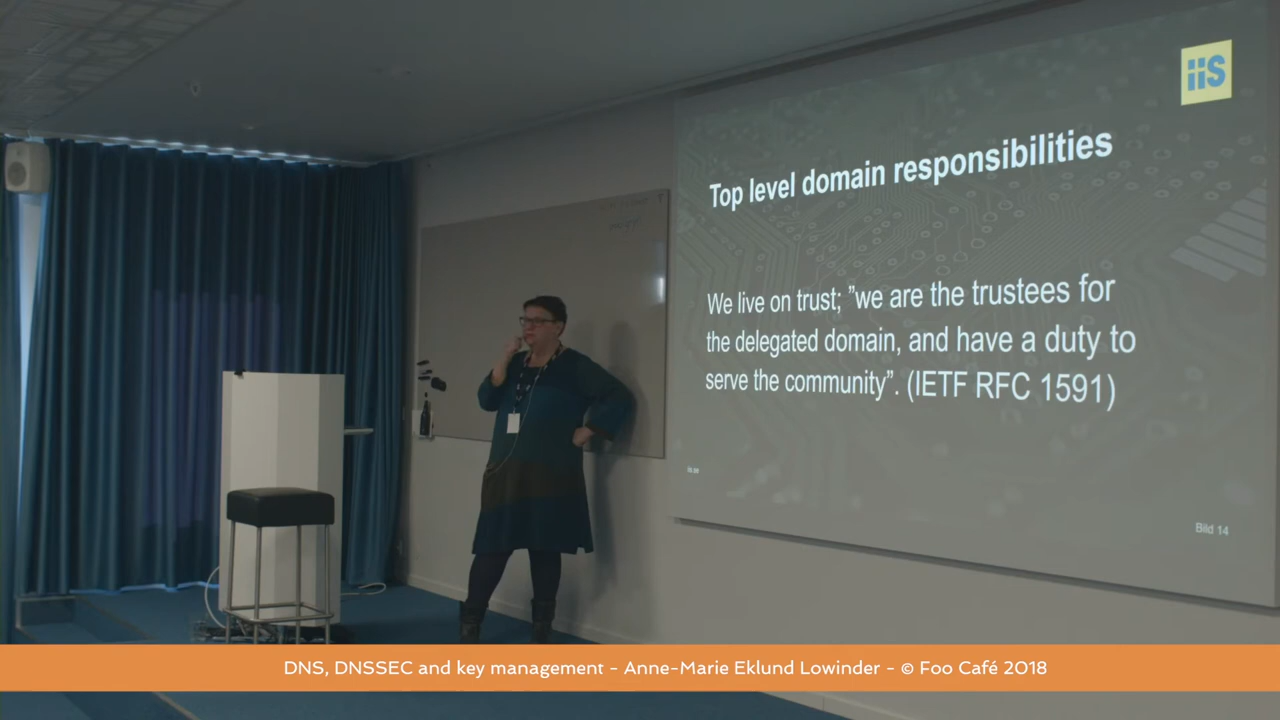 iiS
Top level domain responsibilities
We live on trust; ”we are the trustees for
the delegated domain, and have a duty to
serve the community”. (IETF RFC 1591)
Bild 14
DNS, DNSSEC and key management - Anne-Marie Eklund Lowinder - © Foo Café 2018